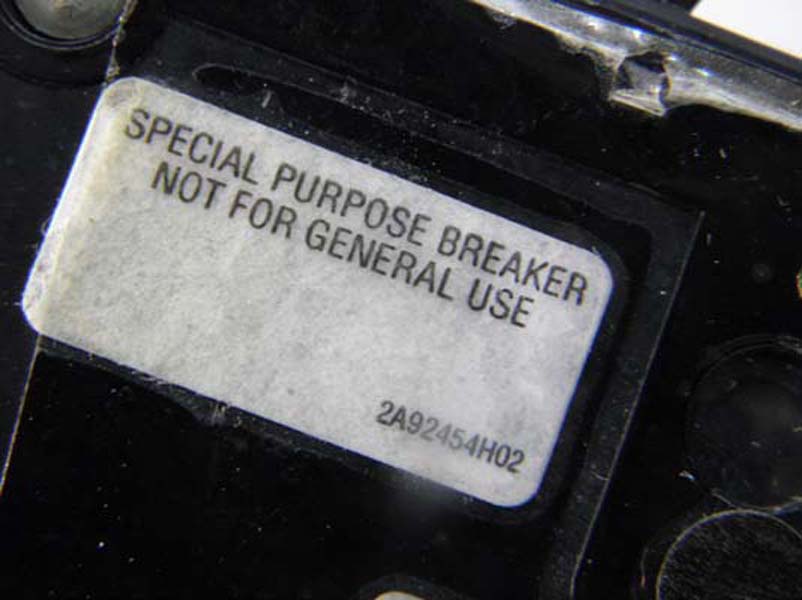 SPECIAL PURPOSE BREAKER
NOT FOR GENERAL USE
2A92454H02